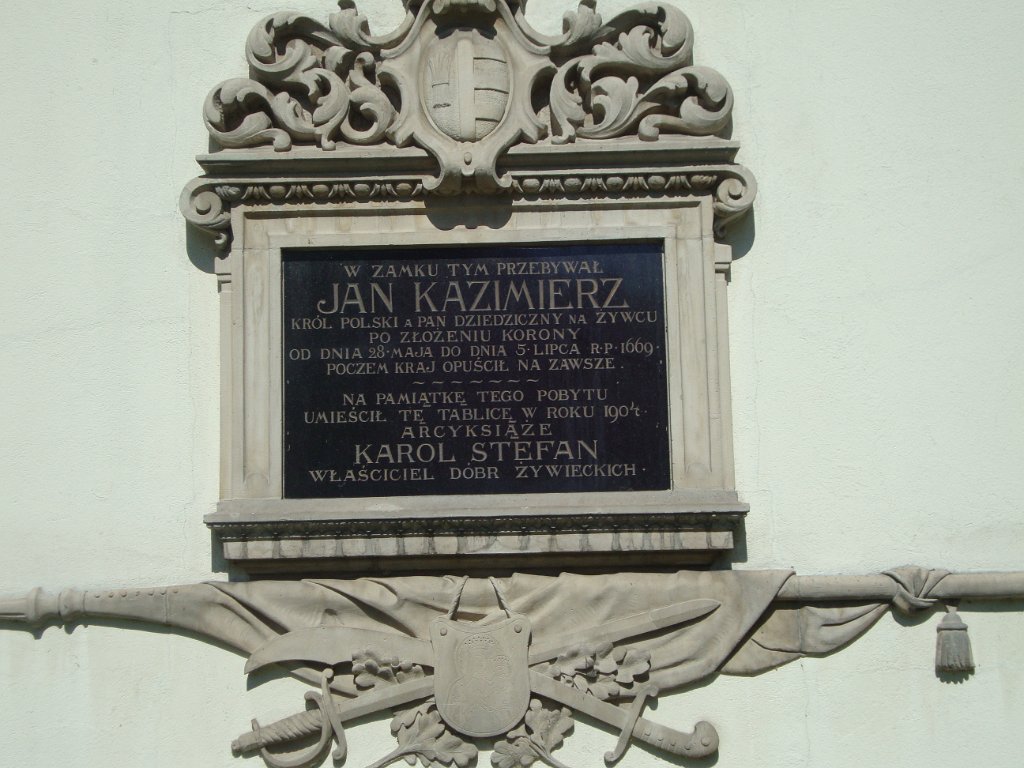 W ZAMKU TYM PRZEBYWAŁ
JAN KAZIMIERZ
KRÓL POLSKI A PAN DZIEDZICZNY NA ŻYWCU
PO ZŁOŻENIU KORONY
OD DNIA 28·MAJA DO DNIA 5·LIPCA R·P·1669·
POCZEM KRAJ OPUŚCIŁ NA ZAWSZE.
NA PAMIĄTKĘ TEGO POBYTU
UMIEŚCIŁ TĘ TABLICĘ W ROKU 1904·
ARCYKSIĄŻE
KAROL STEFAN
WŁAŚCICIEL DÓBR ŻYWIECKICH·